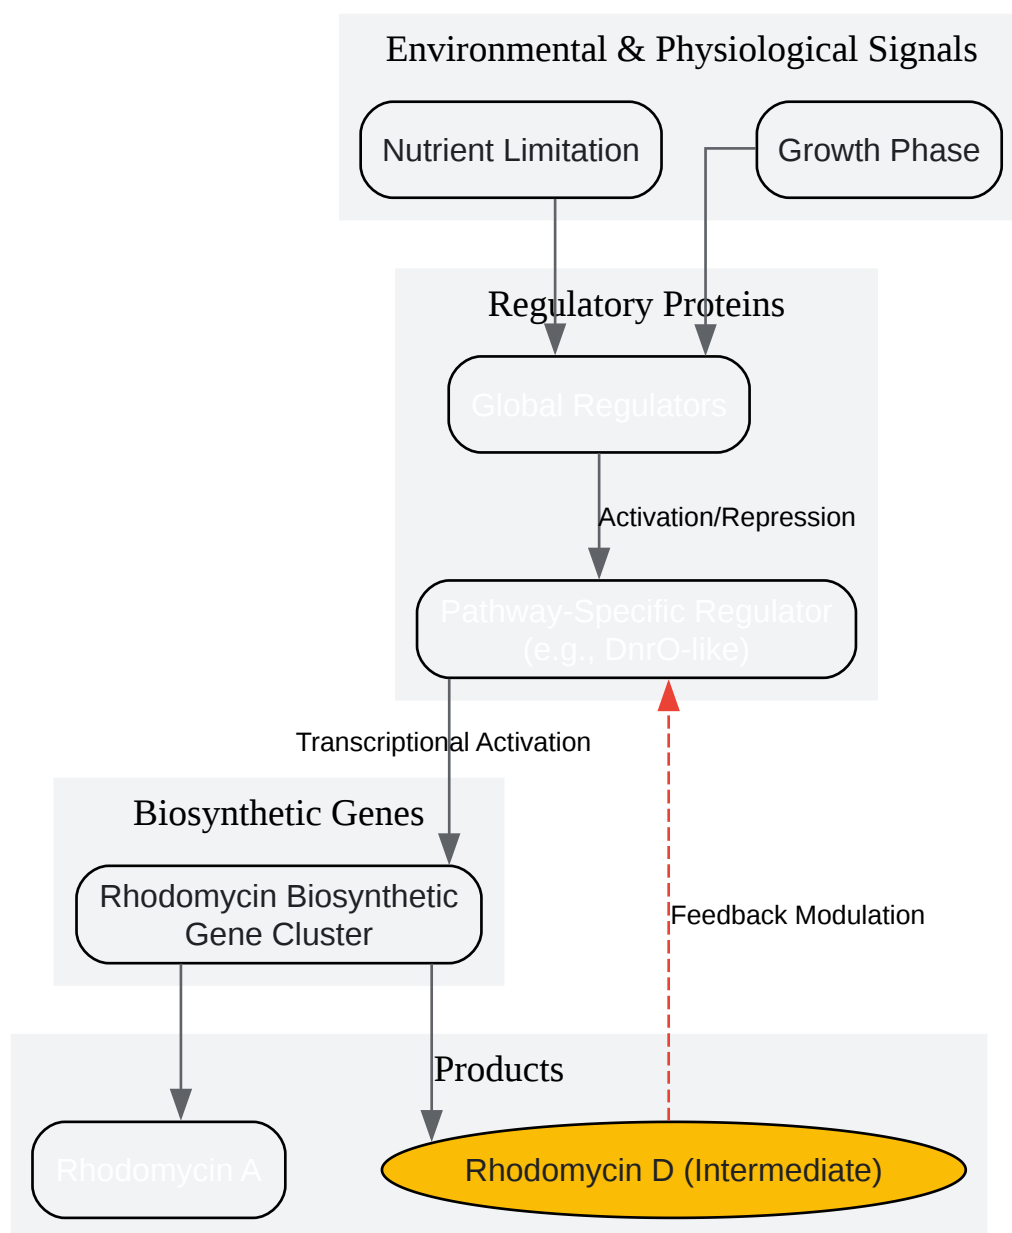 Environmental & Physiological Signals
Nutrient Limitation
Growth Phase
Regulatory Proteins
Global Regulators
Activation/Repression
Pathway-Specific Regulator
(e.g., DnrO-like)
Transcriptional Activation
Biosynthetic Genes
Rhodomycin Biosynthetic
Gene Cluster
Feedback Modulation
Products
Rhodomycin A
Rhodomycin D (Intermediate)